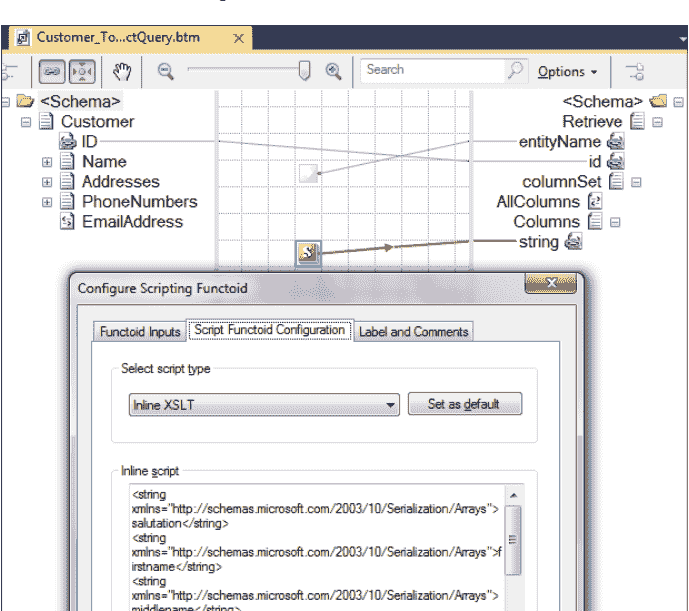 Customer_To...ctQuery.btm
Search
Options
<Schema>
<Schema>
Customer
Retrieve
ID
entityName
Name
id
Addresses
columnSet
PhoneNumbers
AllColumns
EmailAddress
Columns
string
Configure Scripting Functoid
Functoid Inputs Script Functoid Configuration Label and Comments
Select script type
Inline XSLT Set as default
Inline script
<string
xmlns="http://schemas.microsoft.com/2003/10/Serialization/Arrays">
salutation</string>
<string
xmlns="http://schemas.microsoft.com/2003/10/Serialization/Arrays">f
irstname</string>
<string
xmlns="http://schemas.microsoft.com/2003/10/Serialization/Arrays">
middlename</string>